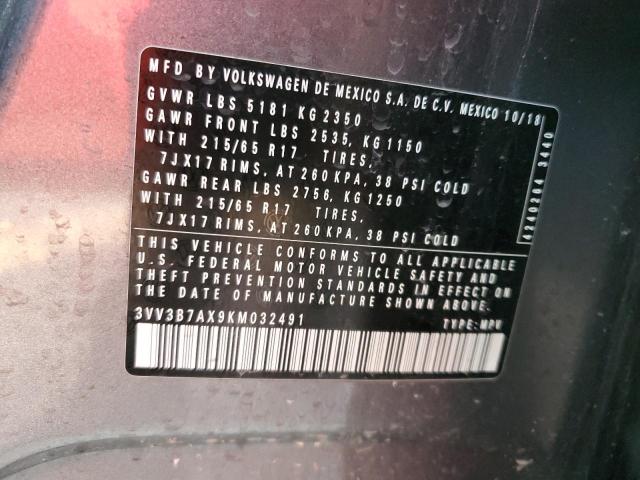 MFD BY VOLKSWAGEN DE MEXICO S.A. DE C.V. MEXICO 10/18
GVWR LBS 5181 KG 2350
GAWR FRONT LBS 2535, KG 1150
WITH 215/65 R17 TIRES,
7JX17 RIMS, AT 260 KPA, 38 PSI COLD
GAWR REAR LBS 2756, KG 1250
WITH 215/65 R17 TIRES,
7JX17 RIMS, AT 260 KPA, 38 PSI COLD
THIS VEHICLE CONFORMS TO ALL APPLICABLE
U.S. FEDERAL MOTOR VEHICLE SAFETY AND
THEFT PREVENTION STANDARDS IN EFFECT ON
THE DATE OF MANUFACTURE SHOWN ABOVE.
3VV3B7AX9KM032491 TYPE: MPV
4240204 3440